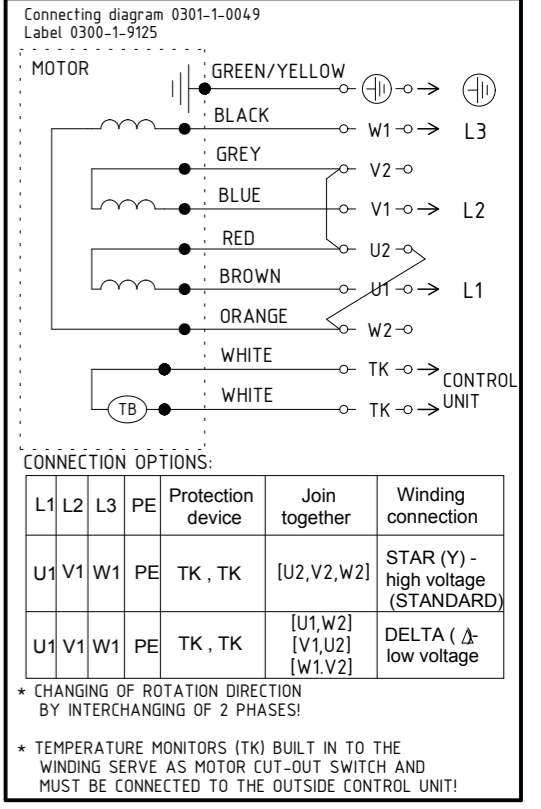 Connecting diagram 0301-1-0049
Label 0300-1-9125
MOTOR
GREEN/YELLOW
BLACK W1 L3
GREY V2
BLUE V1 L2
RED U2
BROWN U1 L1
ORANGE W2
WHITE TK
CONTROL
UNIT
TB WHITE TK
CONNECTION OPTIONS:
L1 L2 L3 PE Protection device Join together Winding connection
U1 V1 W1 PE TK , TK [U2,V2,W2] STAR (Y) -
high voltage
(STANDARD)
U1 V1 W1 PE TK , TK [U1,W2]
[V1,U2]
[W1.V2]
DELTA ( Δ-
low voltage
* CHANGING OF ROTATION DIRECTION
BY INTERCHANGING OF 2 PHASES!
* TEMPERATURE MONITORS (TK) BUILT IN TO THE
WINDING SERVE AS MOTOR CUT-OUT SWITCH AND
MUST BE CONNECTED TO THE OUTSIDE CONTROL UNIT!